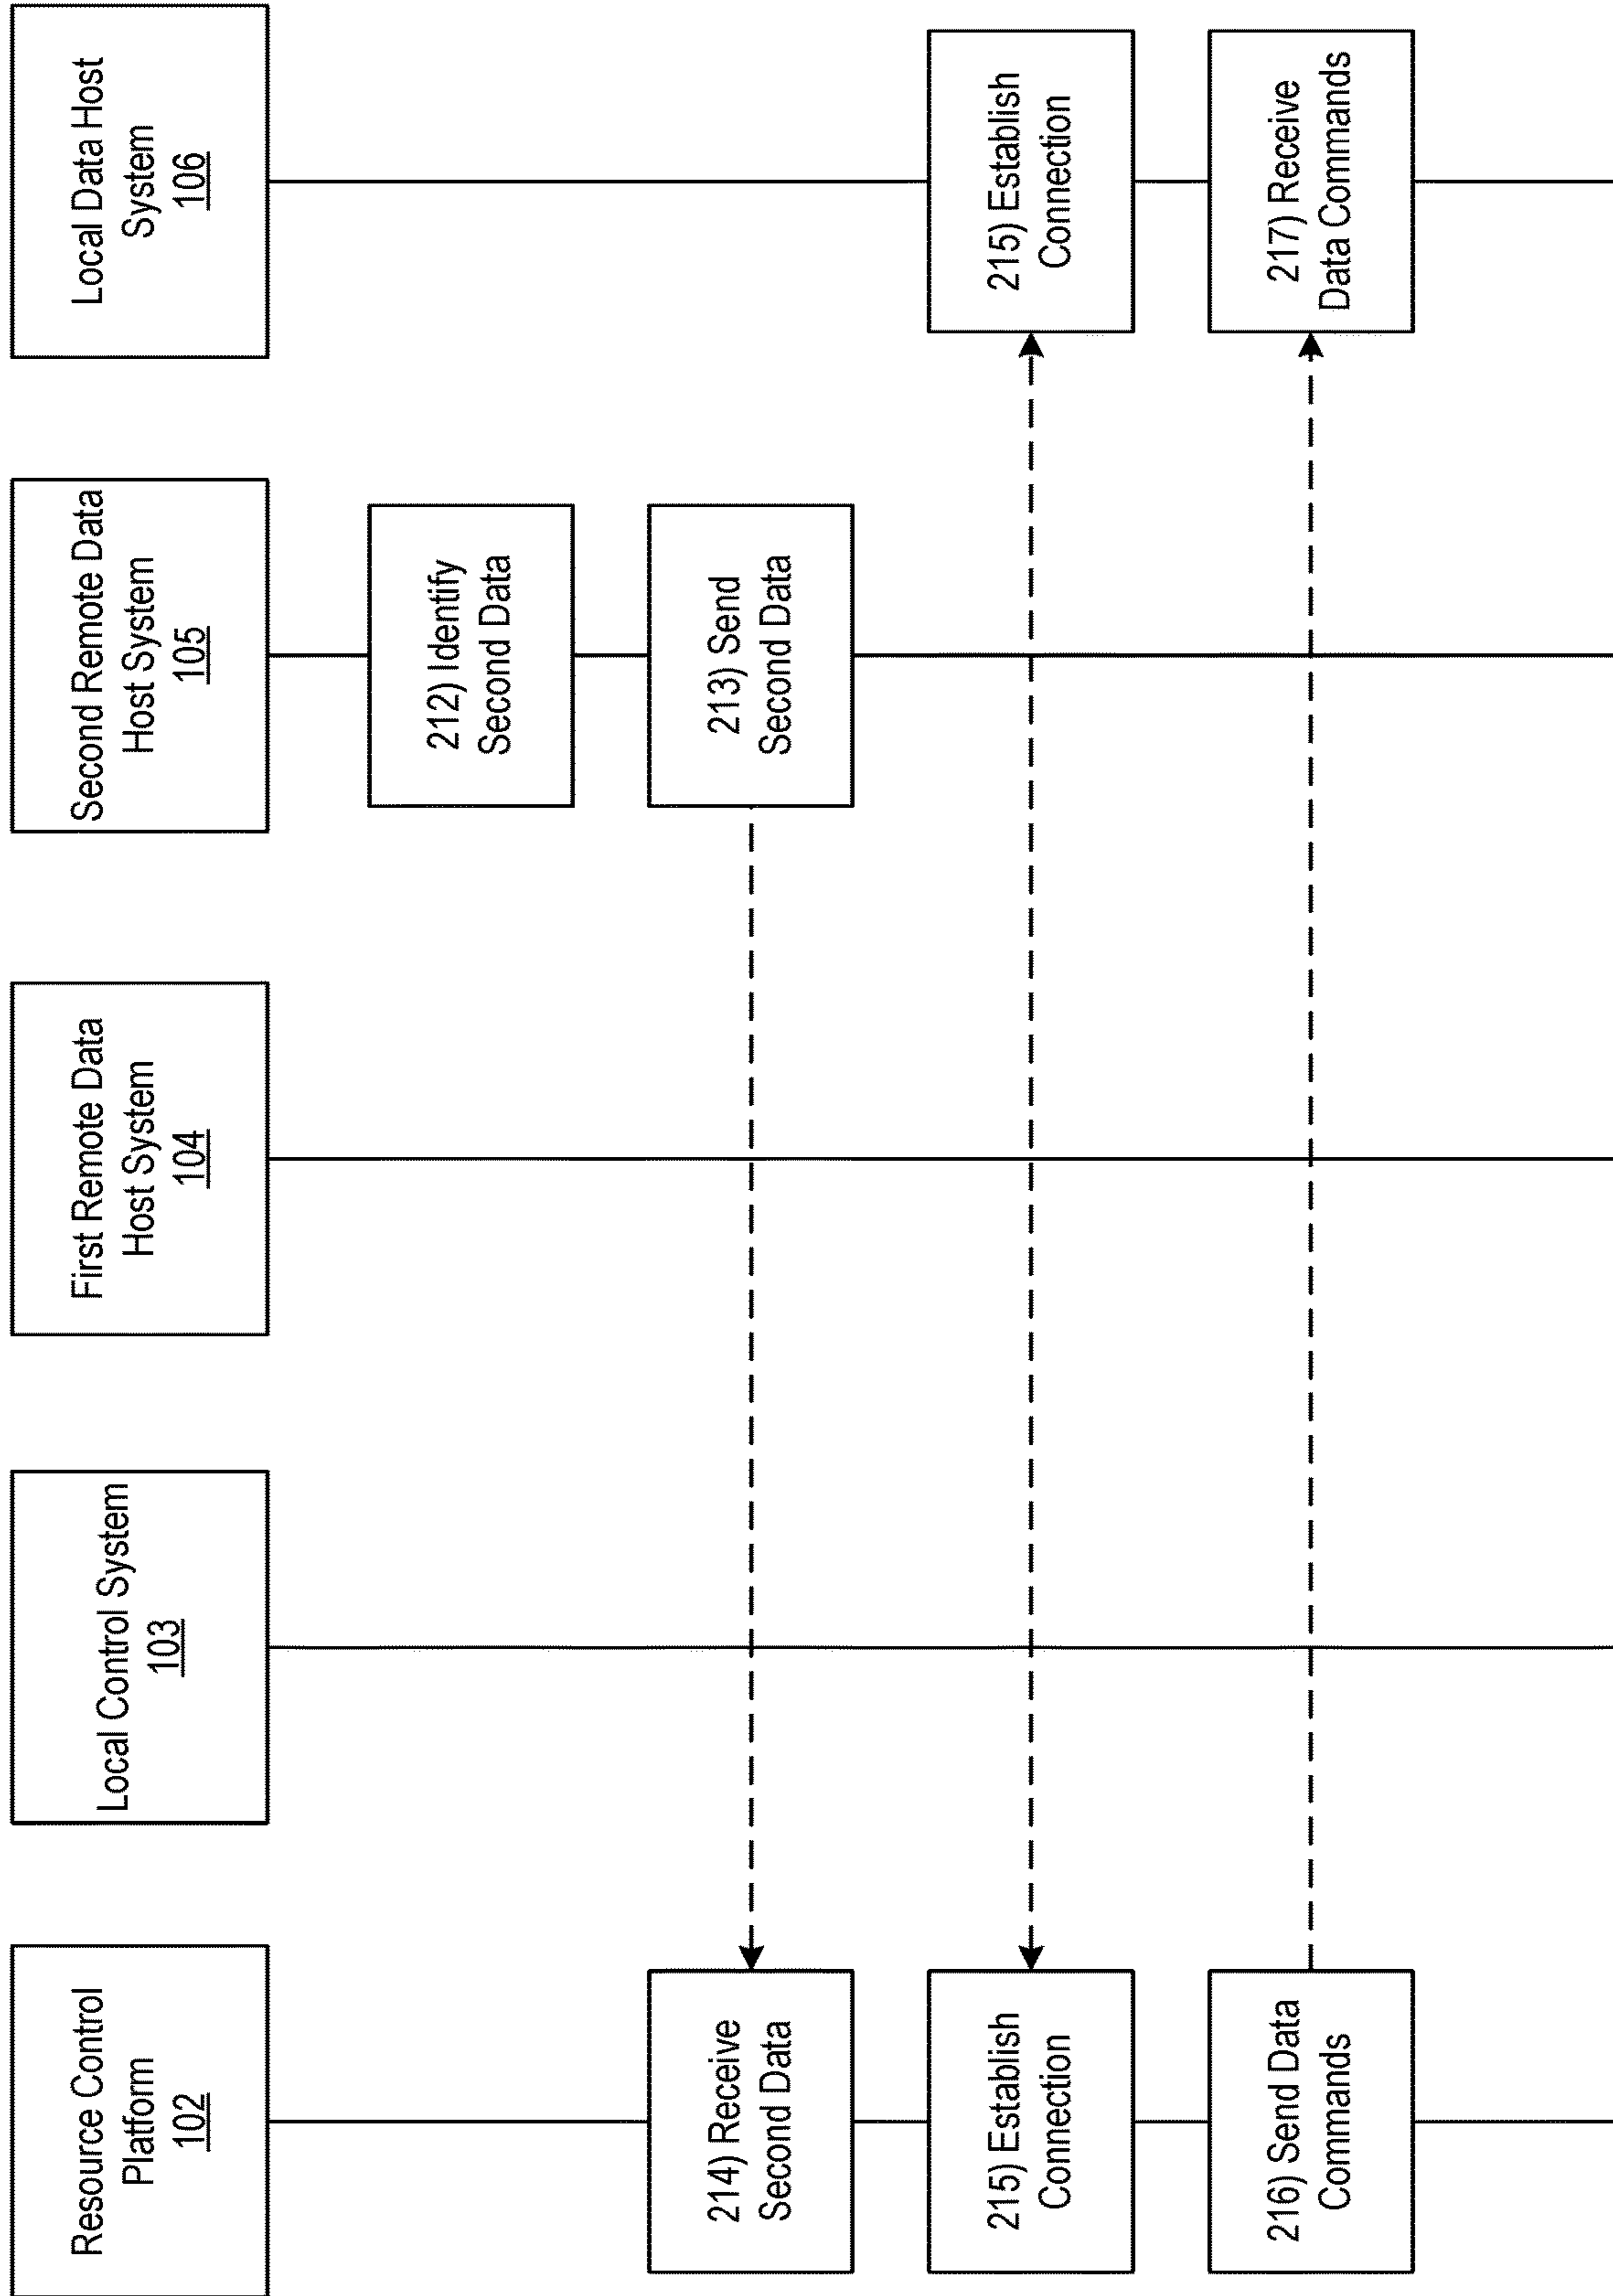 Resource Control
Platform
102
Local Control System
103
First Remote Data
Host System
104
Second Remote Data
Host System
105
Local Data Host
System
106
212) Identify
Second Data
213) Send
Second Data
214) Receive
Second Data
215) Establish
Connection
215) Establish
Connection
216) Send Data
Commands
217) Receive
Data Commands